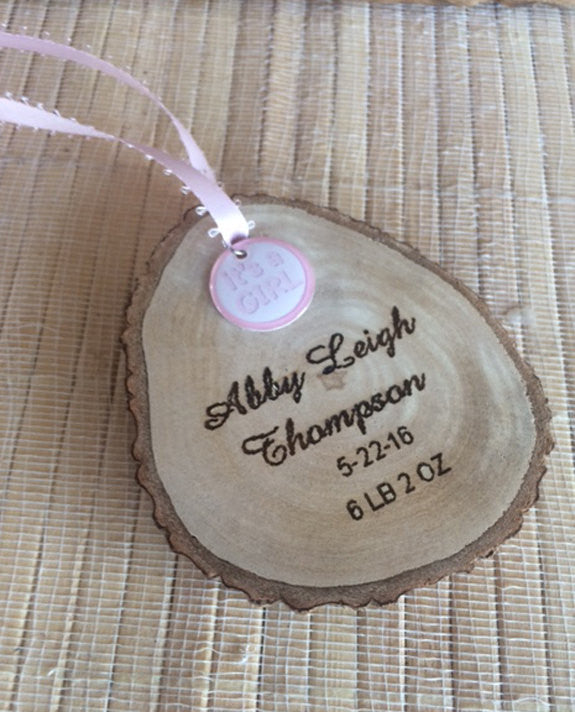 It's a
GIRL
Abby Leigh
Thompson
5-22-16
6 LB 2 OZ